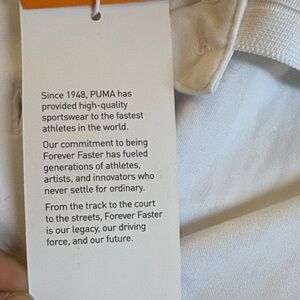 Since 1948, PUMA has
provided high-quality
sportswear to the fastest
athletes in the world.
Our commitment to being
Forever Faster has fueled
generations of athletes,
artists, and innovators who
never settle for ordinary.
From the track to the court
to the streets, Forever Faster
is our legacy, our driving
force, and our future.